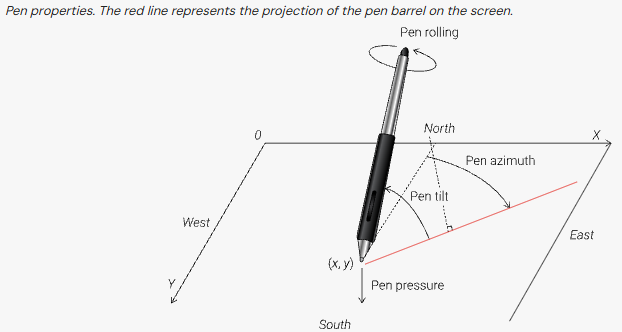 Pen properties. The red line represents the projection of the pen barrel on the screen.
Pen rolling
North
0
X
Pen azimuth
Pen tilt
West
East
(x, y)
Y
Pen pressure
South